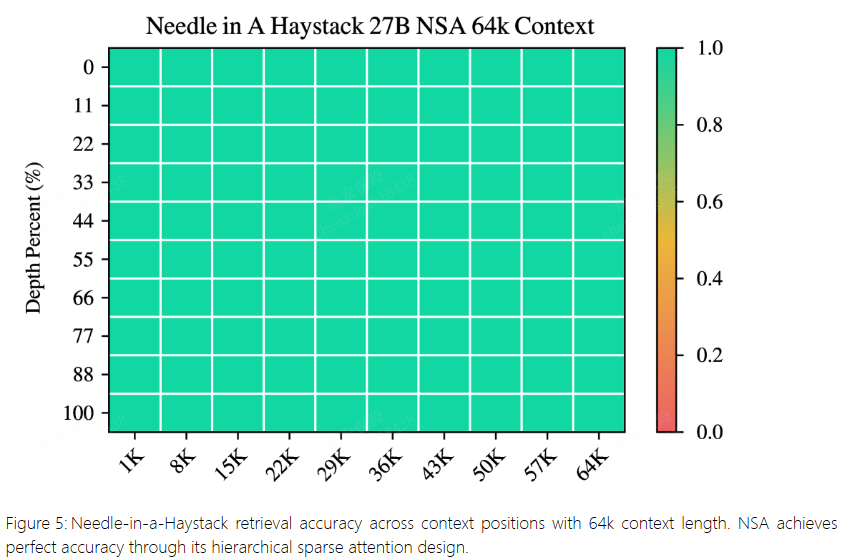 Needle in A Haystack 27B NSA 64k Context
Depth Percent (%)
0
11
22
33
44
55
66
77
88
100
1K
8K
15K
22K
29K
36K
43K
50K
57K
64K
1.0
0.8
0.6
0.4
0.2
0.0
Figure 5: Needle-in-a-Haystack retrieval accuracy across context positions with 64k context length. NSA achieves
perfect accuracy through its hierarchical sparse attention design.